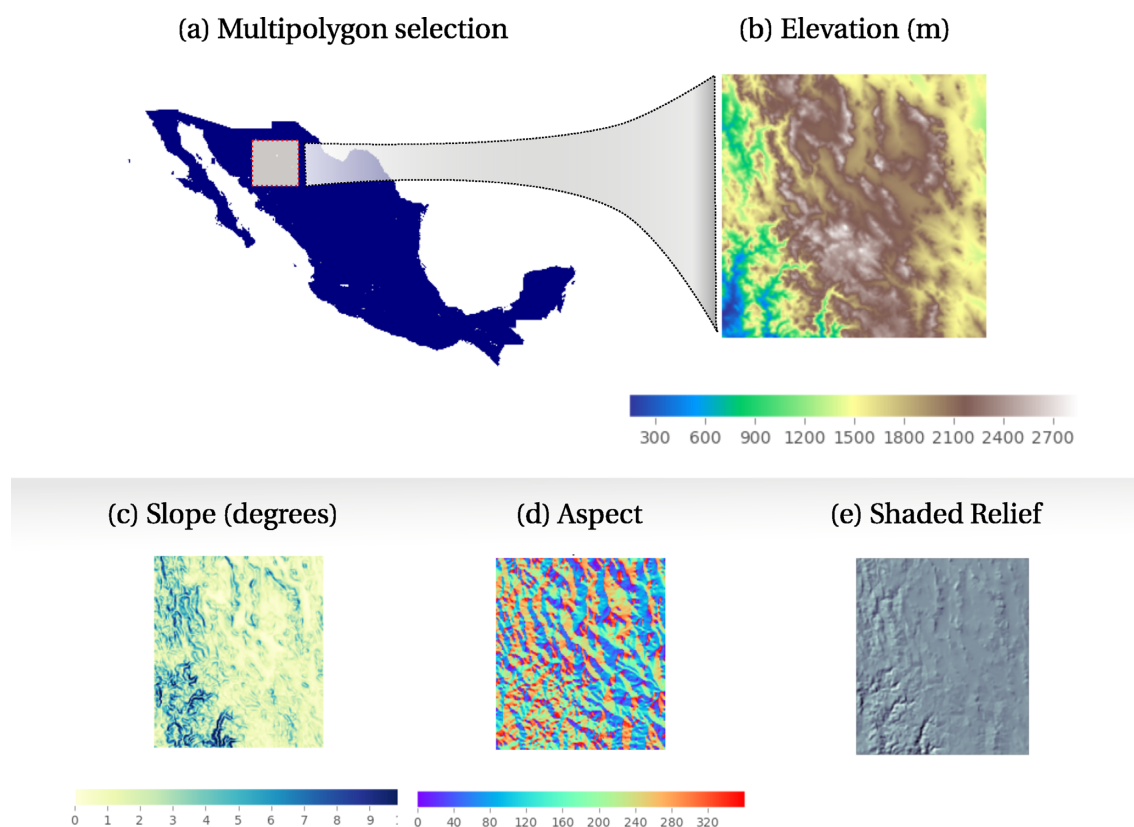 (a) Multipolygon selection
(b) Elevation (m)
300 600 900 1200 1500 1800 2100 2400 2700
(c) Slope (degrees)
(d) Aspect
(e) Shaded Relief
0 1 2 3 4 5 6 7 8 9
0 40 80 120 160 200 240 280 320